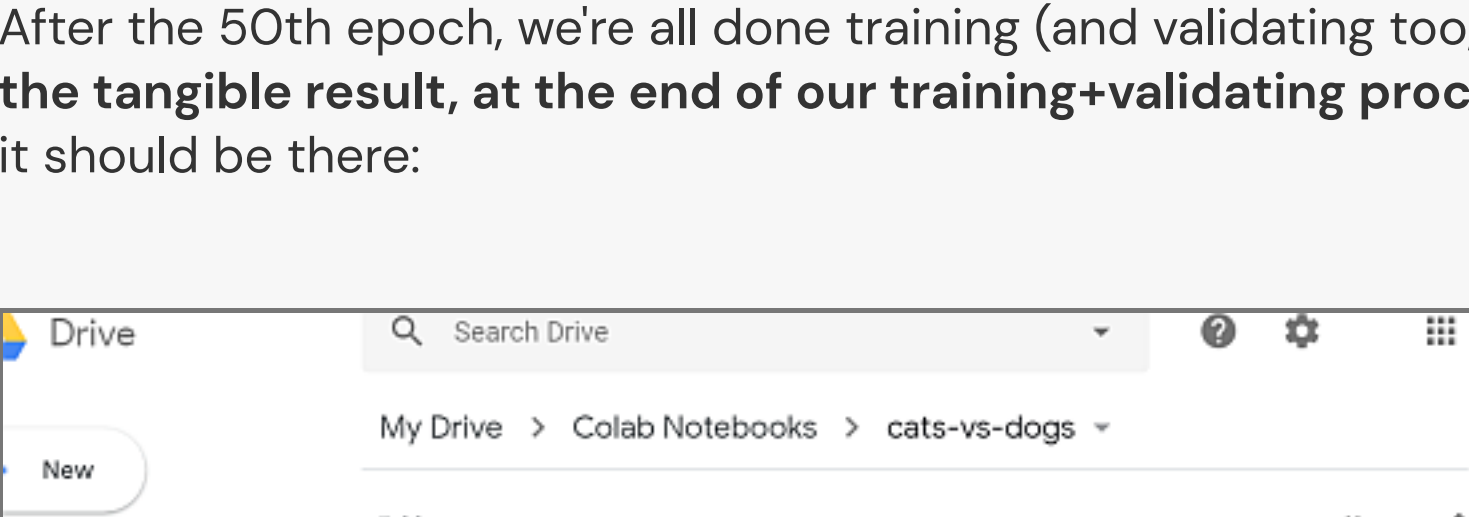 After the 50th epoch, we're all done training (and validating too
the tangible result, at the end of our training+validating proc
it should be there:
Drive
Search Drive
My Drive > Colab Notebooks > cats-vs-dogs
New